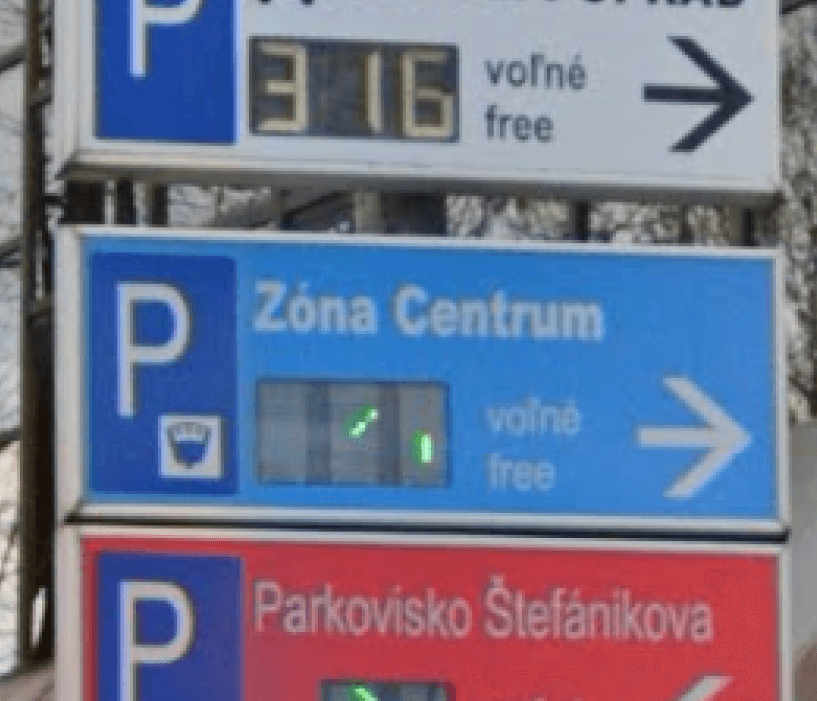 P
316 voľné
free
P Zóna Centrum
voľné
free
P Parkovisko Štefánikova